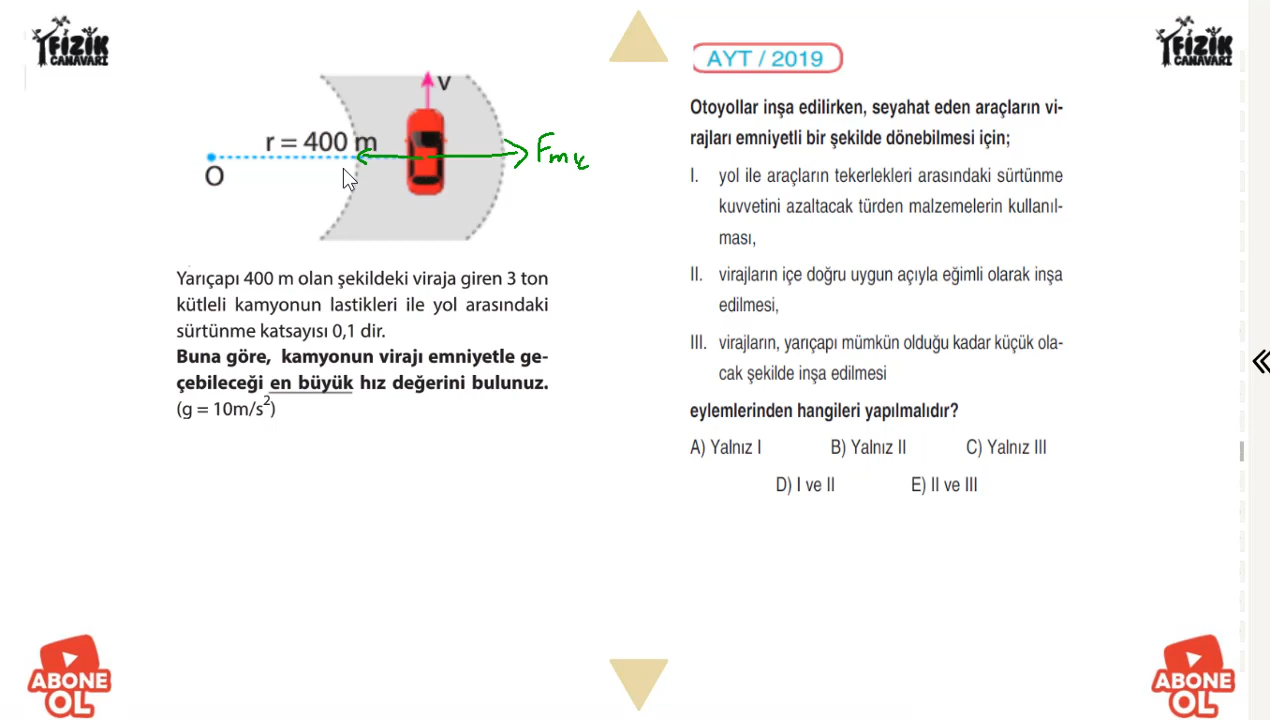 FİZİK
CANAVARI
V
r = 400 m
O
Fmk
Yarıçapı 400 m olan şekildeki viraja giren 3 ton
kütleli kamyonun lastikleri ile yol arasındaki
sürtünme katsayısı 0,1 dir.
Buna göre, kamyonun virajı emniyetle ge-
çebileceği en büyük hız değerini bulunuz.
(g = 10m/s²)
ABONE
OL
FİZİK
CANAVARI
AYT / 2019
Otoyollar inşa edilirken, seyahat eden araçların vi-
rajları emniyetli bir şekilde dönebilmesi için;
I. yol ile araçların tekerlekleri arasındaki sürtünme
kuvvetini azaltacak türden malzemelerin kullanıl-
ması,
II. virajların içe doğru uygun açıyla eğimli olarak inşa
edilmesi,
III. virajların, yarıçapı mümkün olduğu kadar küçük ola-
cak şekilde inşa edilmesi
eylemlerinden hangileri yapılmalıdır?
A) Yalnız I B) Yalnız II C) Yalnız III
D) I ve II E) II ve III
ABONE
OL